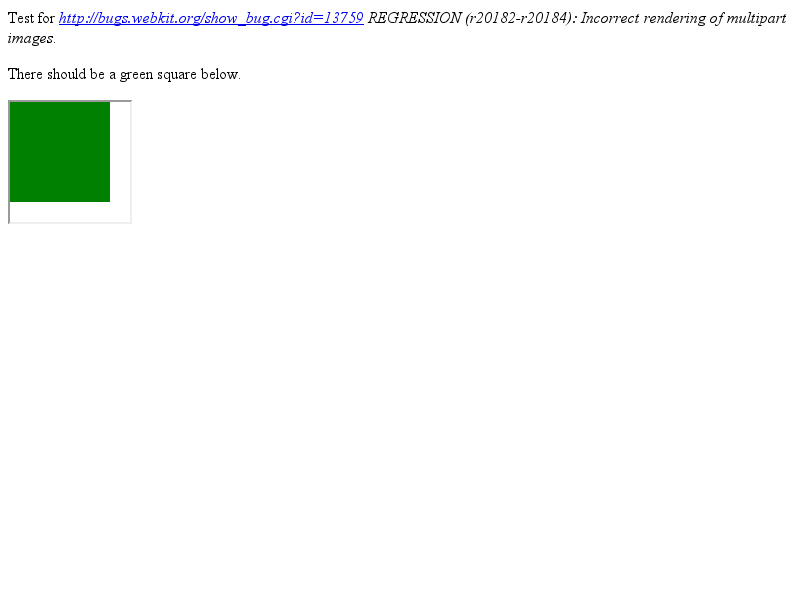 Test for http://bugs.webkit.org/show_bug.cgi?id=13759 REGRESSION (r20182-r20184): Incorrect rendering of multipart
images.
There should be a green square below.